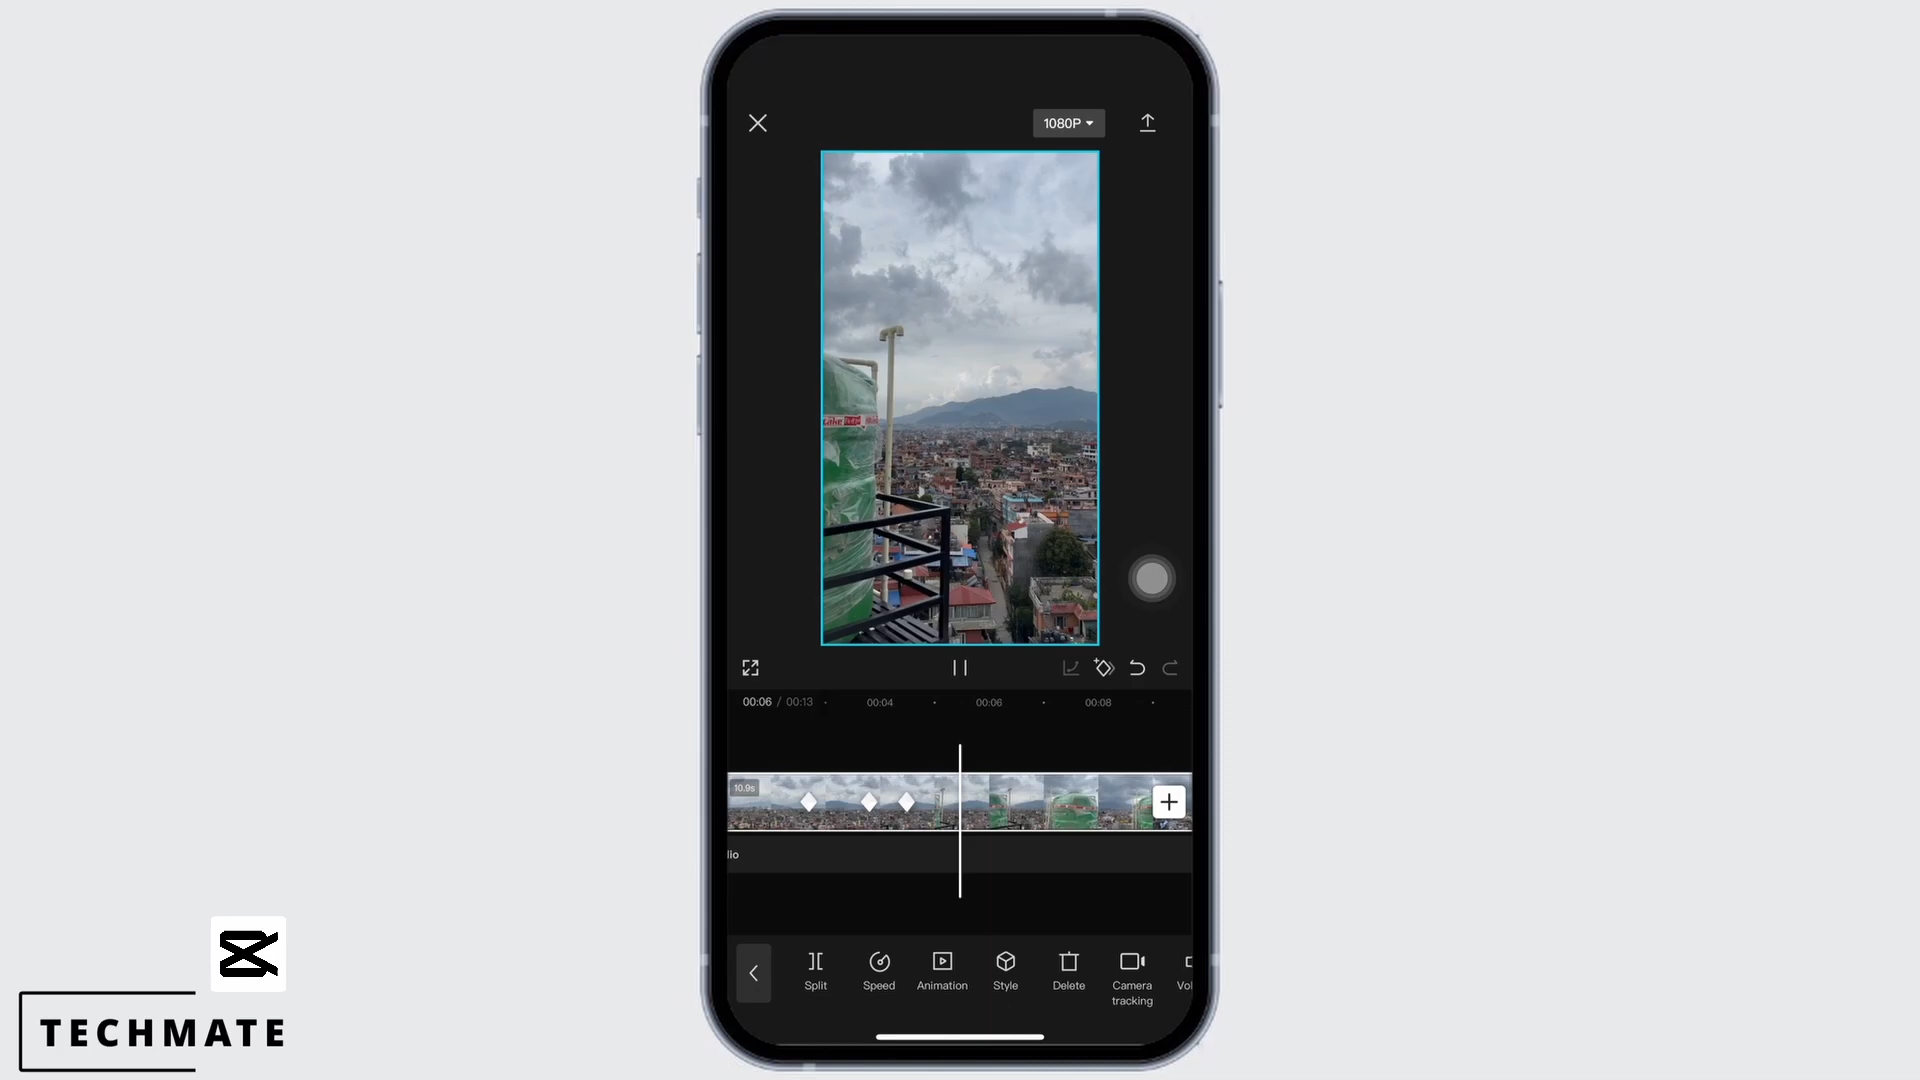 1080P
00:06 / 00:13
00:04
00:06
00:08
10.9s
lio
Split
Speed
Animation
Style
Delete
Camera
tracking
Vol
TECHMATE